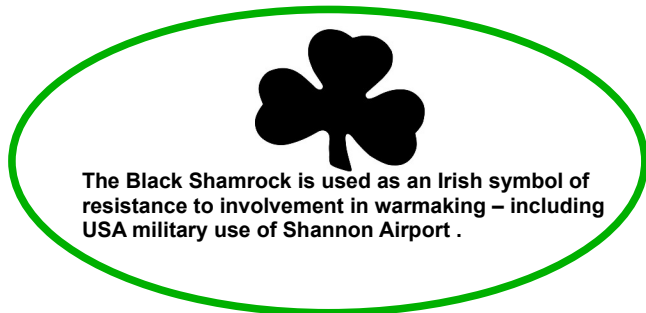 The Black Shamrock is used as an Irish symbol of
resistance to involvement in warmaking – including
USA military use of Shannon Airport .